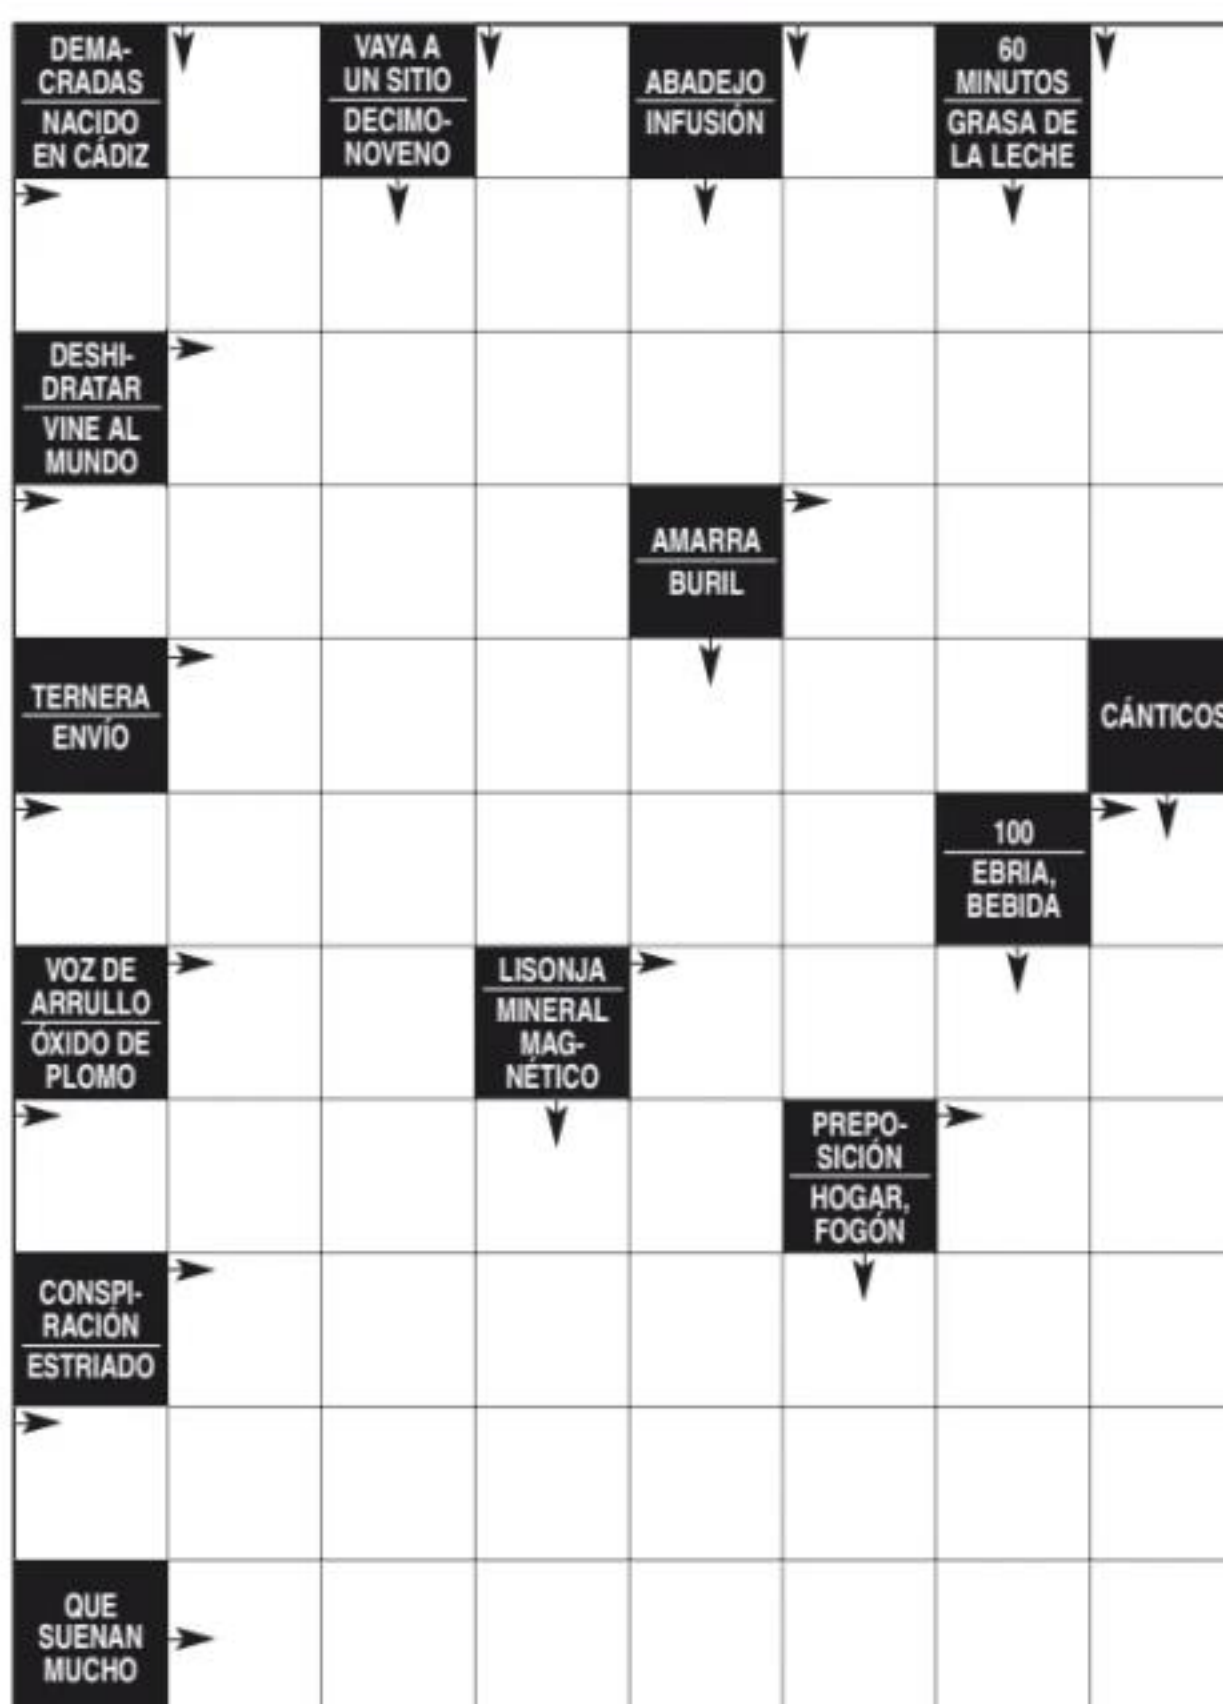 DEMA-
CRADAS
NACIDO
EN CÁDIZ
VAYA A
UN SITIO
DECIMO-
NOVENO
ABADEJO
INFUSIÓN
60
MINUTOS
GRASA DE
LA LECHE
DESHI-
DRATAR
VINE AL
MUNDO
AMARRA
BURIL
TERNERA
ENVÍO
CÁNTICOS
100
EBRIA,
BEBIDA
VOZ DE
ARRULLO
ÓXIDO DE
PLOMO
LISONJA
MINERAL
MAG-
NÉTICO
PREPO-
SICIÓN
HOGAR,
FOGÓN
CONSPI-
RACIÓN
ESTRIADO
QUE
SUENAN
MUCHO